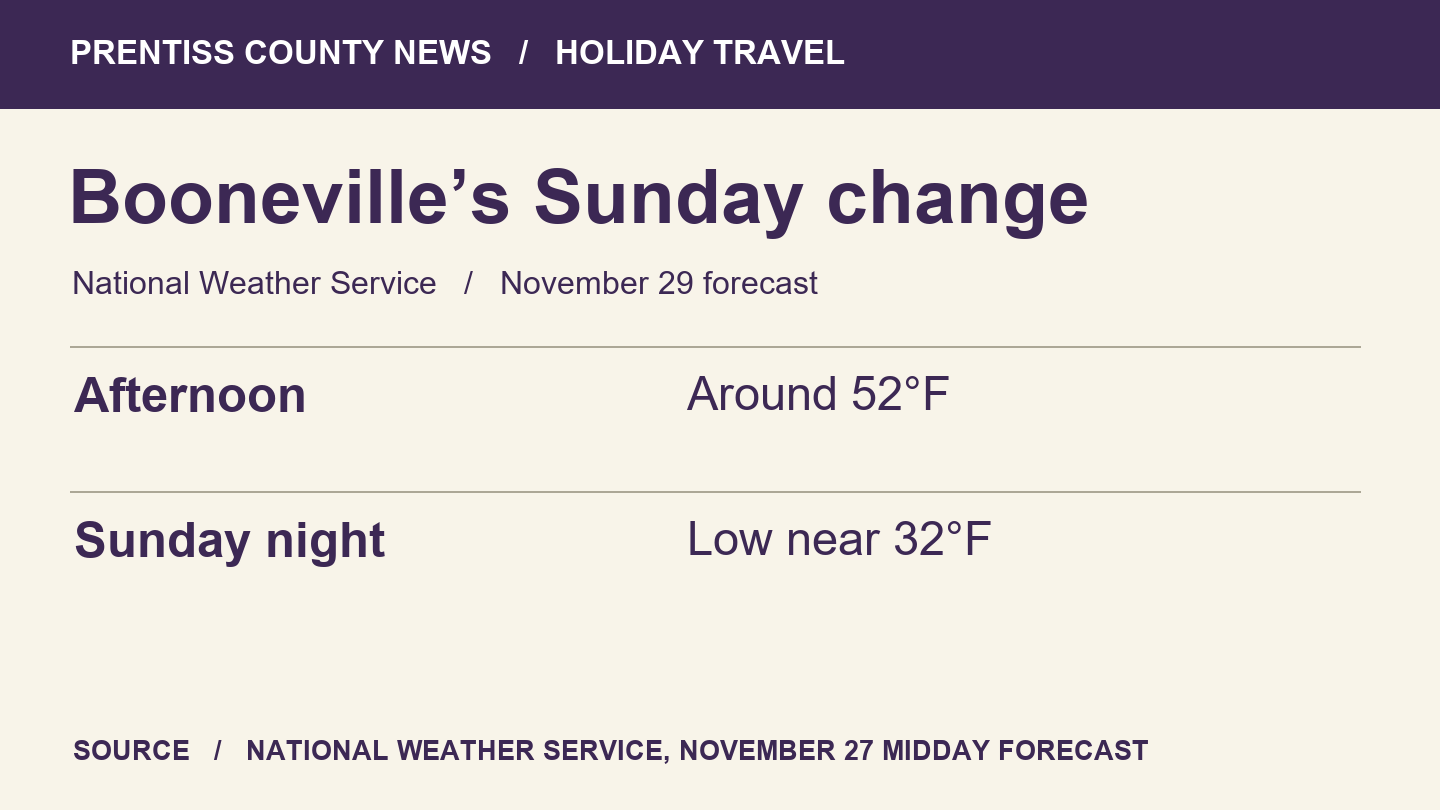 PRENTISS COUNTY NEWS / HOLIDAY TRAVEL
Booneville’s Sunday change
National Weather Service / November 29 forecast
Afternoon Around 52°F
Sunday night Low near 32°F
SOURCE / NATIONAL WEATHER SERVICE, NOVEMBER 27 MIDDAY FORECAST